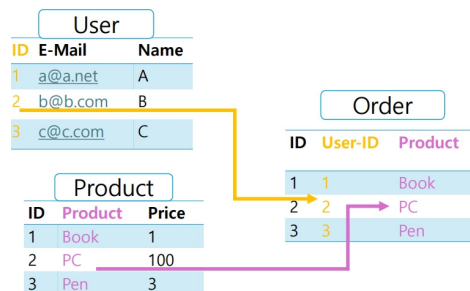 User
ID E-Mail Name
1 a@a.net A
2 b@b.com B
3 c@c.com C
Product
ID Product Price
1 Book 1
2 PC 100
3 Pen 3
Order
ID User-ID Product
1 1 Book
2 2 PC
3 3 Pen